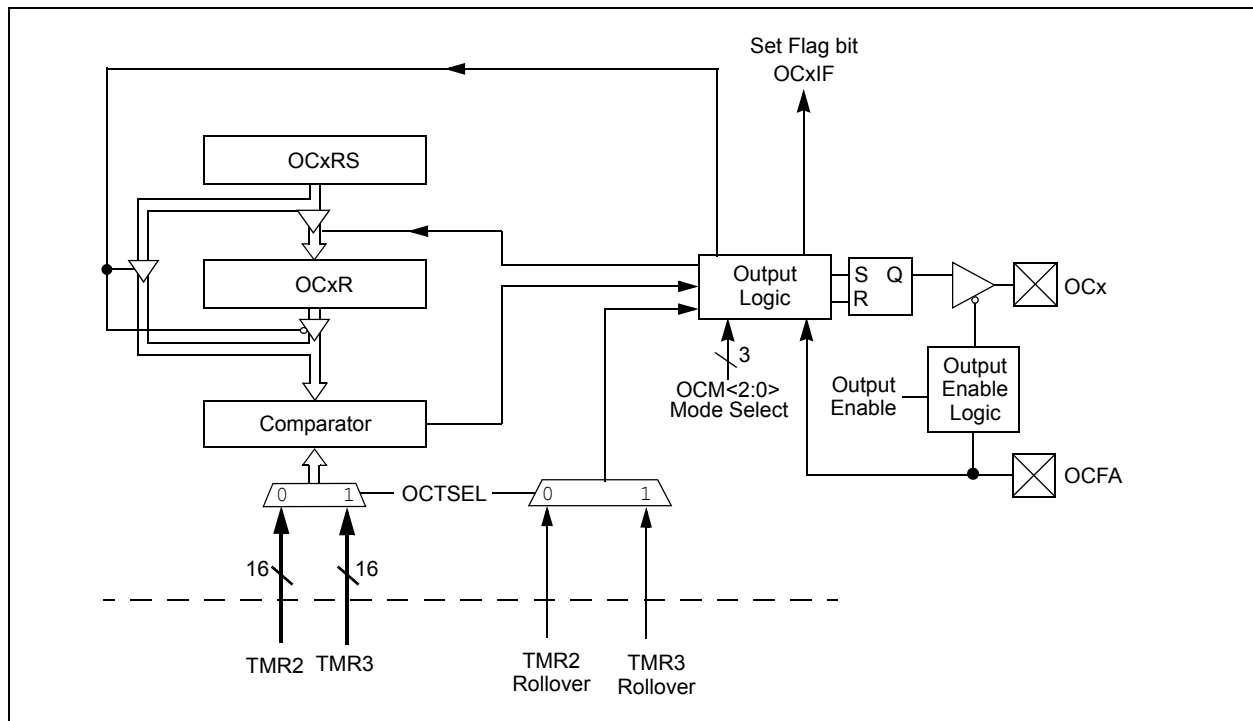 Set Flag bit
OCxIF
OCxRS
OCxR
Output
Logic
S Q
R
OCx
3
OCM<2:0>
Mode Select
Output
Enable
Output
Enable
Logic
Comparator
OCFA
0 1
OCTSEL
0 1
16
16
TMR2
TMR3
TMR2
Rollover
TMR3
Rollover